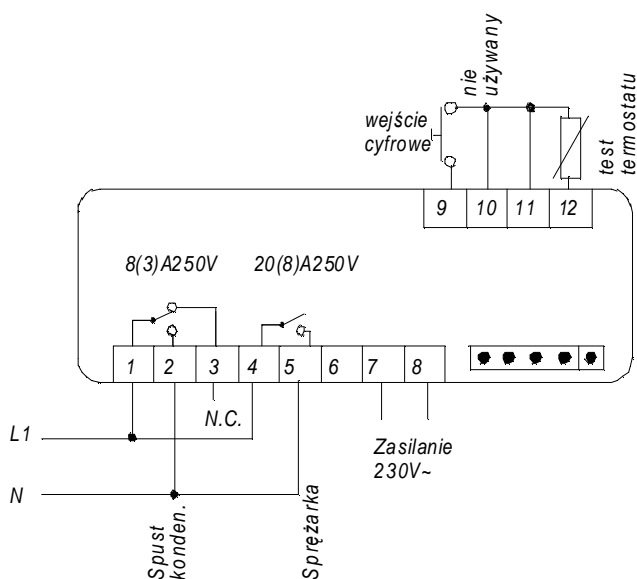 nie
używany
wejście
cyfrowe
test
termostatu
9 10 11 12
8(3)A250V 20(8)A250V
1 2 3 4 5 6 7 8
N.C.
L1
Zasilanie
230V~
N
Spust
konden.
Sprężarka